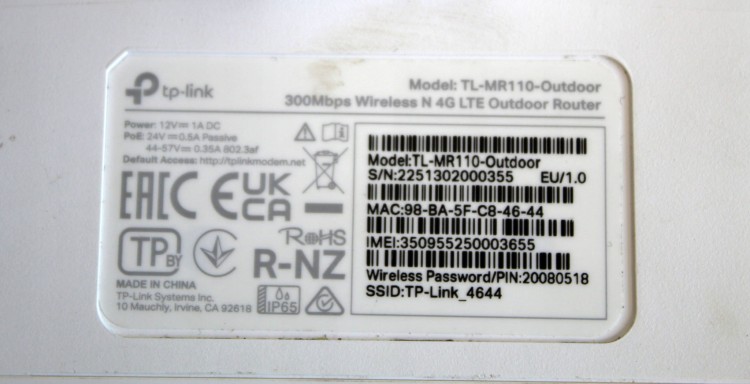 tp-link
Model: TL-MR110-Outdoor
300Mbps Wireless N 4G LTE Outdoor Router
Power: 12V⎓1A DC
PoE: 24V⎓0.5A Passive
44-57V⎓0.35A 802.3af
Default Access: http://tplinkmodem.net
EAC CE UK
CA
TP BY
RoHS
R-NZ
MADE IN CHINA
TP-Link Systems Inc.
10 Mauchly, Irvine, CA 92618
IP65
Model:TL-MR110-Outdoor
S/N:2251302000355 EU/1.0
MAC:98-BA-5F-C8-46-44
IMEI:350955250003655
Wireless Password/PIN:20080518
SSID:TP-Link_4644